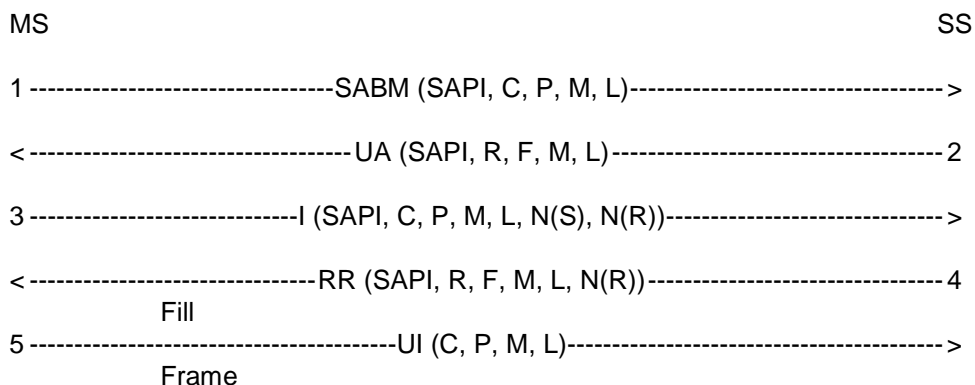 MS SS
1 ----------------------------------SABM (SAPI, C, P, M, L)----------------------------------- >
< ------------------------------------UA (SAPI, R, F, M, L)------------------------------------- 2
3 ------------------------------I (SAPI, C, P, M, L, N(S), N(R))------------------------------ >
< --------------------------------RR (SAPI, R, F, M, L, N(R))--------------------------------- 4
Fill
5 -----------------------------------------UI (C, P, M, L)------------------------------------------ >
Frame